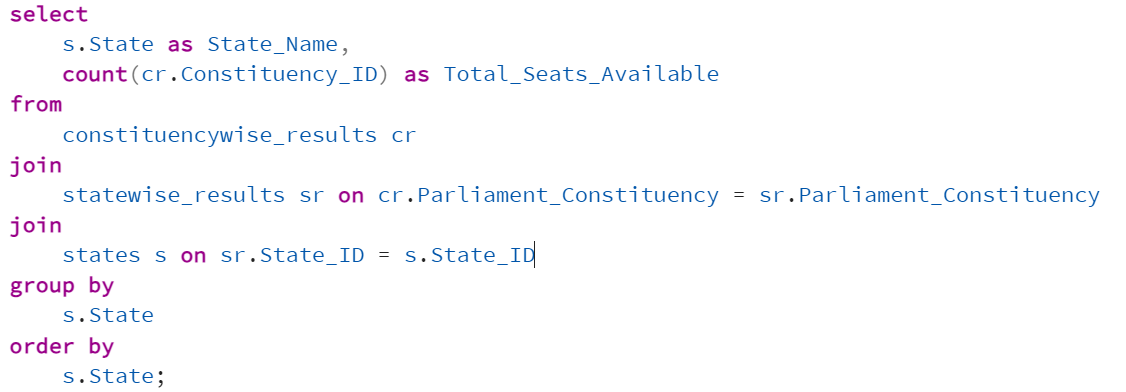 select
    s.State as State_Name,
    count(cr.Constituency_ID) as Total_Seats_Available
from
    constituencywise_results cr
join
    statewise_results sr on cr.Parliament_Constituency = sr.Parliament_Constituency
join
    states s on sr.State_ID = s.State_ID
group by
    s.State
order by
    s.State;